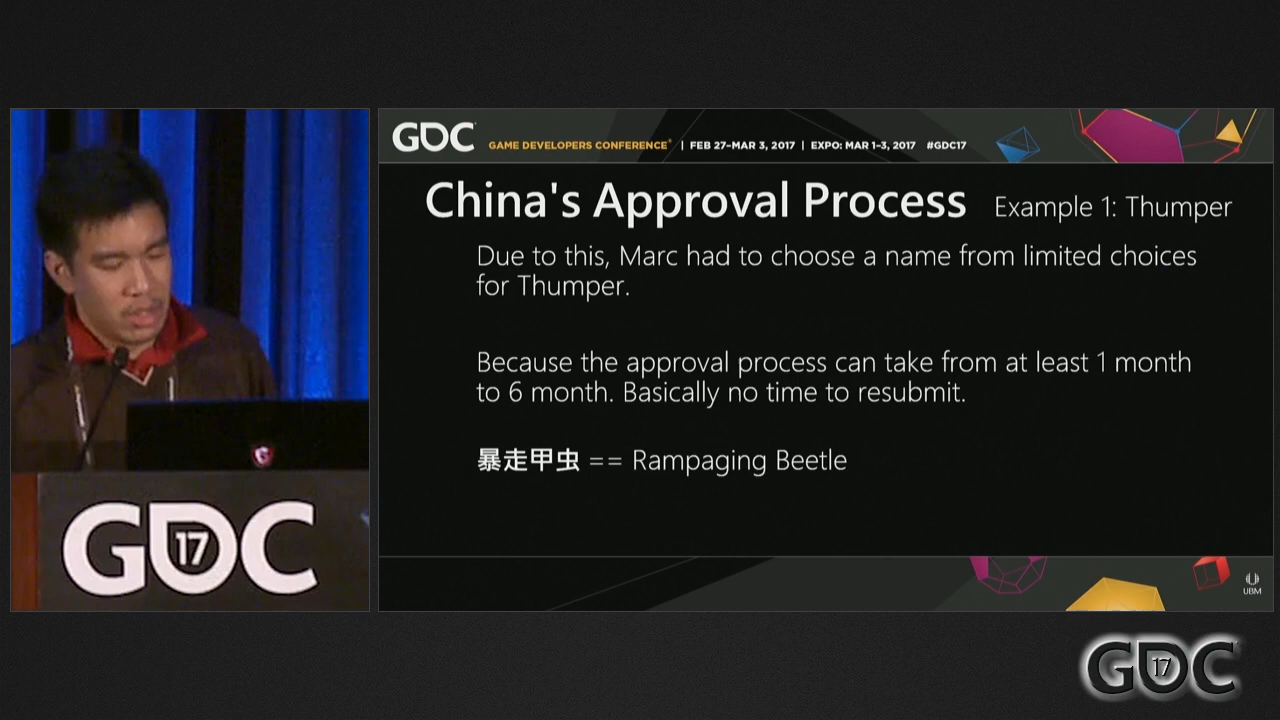 GDC GAME DEVELOPERS CONFERENCE® | FEB 27–MAR 3, 2017 | EXPO: MAR 1–3, 2017 #GDC17
China's Approval Process Example 1: Thumper
Due to this, Marc had to choose a name from limited choices
for Thumper.
Because the approval process can take from at least 1 month
to 6 month. Basically no time to resubmit.
暴走甲虫 == Rampaging Beetle
GDC 17
UBM
GDC 17